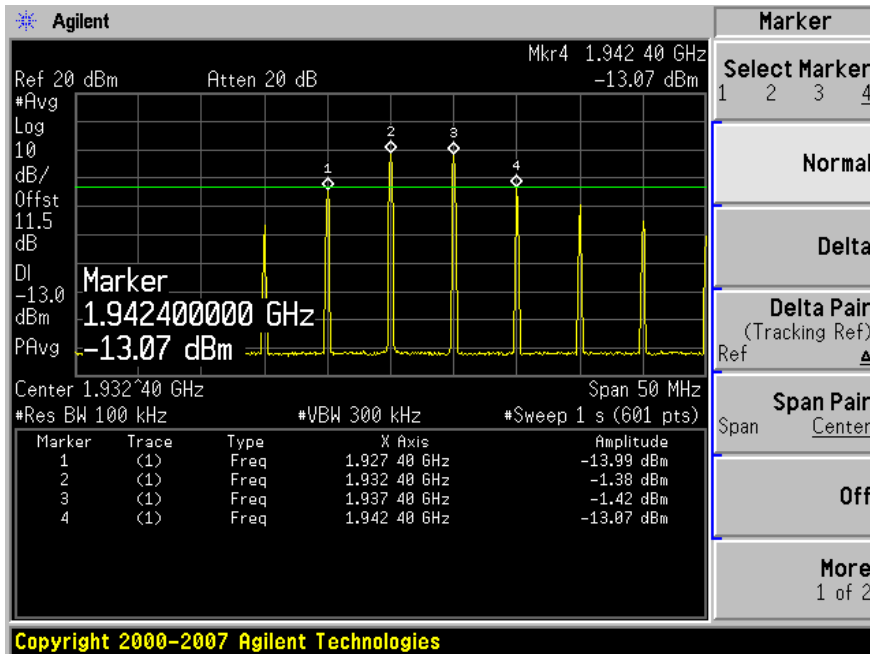 Agilent
Marker
Mkr4 1.942 40 GHz
Ref 20 dBm Atten 20 dB -13.07 dBm
#Avg
Log
10
dB/
Offst
11.5
dB
DI
-13.0
dBm
PAvg
1
2
3
4
Marker
1.942400000 GHz
-13.07 dBm
Center 1.932^40 GHz Span 50 MHz
#Res BW 100 kHz #VBW 300 kHz #Sweep 1 s (601 pts)
Marker Trace Type X Axis Amplitude
1 (1) Freq 1.927 40 GHz -13.99 dBm
2 (1) Freq 1.932 40 GHz -1.38 dBm
3 (1) Freq 1.937 40 GHz -1.42 dBm
4 (1) Freq 1.942 40 GHz -13.07 dBm
Select Marker
1 2 3 4
Normal
Delta
Delta Pair
(Tracking Ref)
Ref Δ
Span Pair
Span Center
Off
More
1 of 2
Copyright 2000-2007 Agilent Technologies